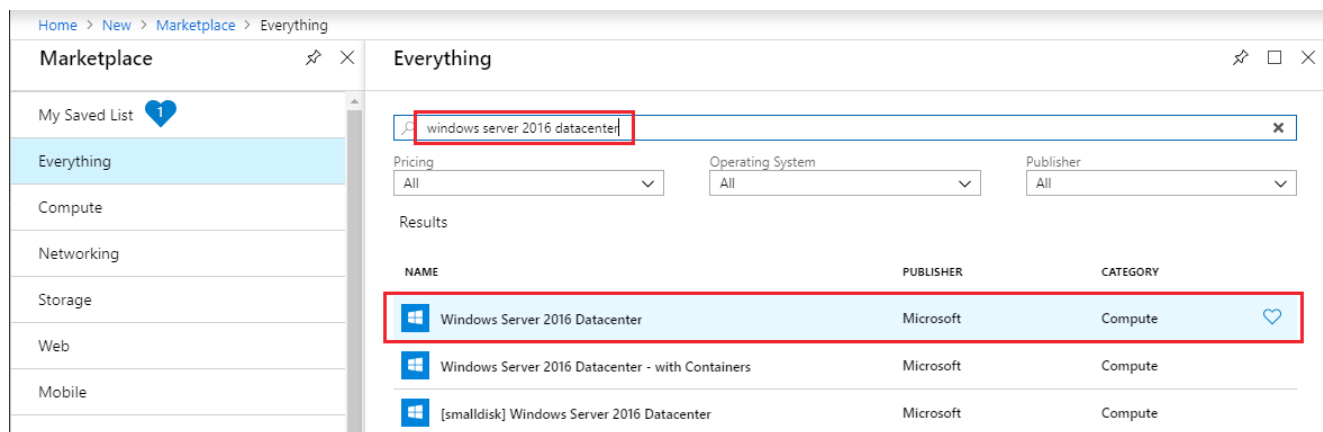 Home > New > Marketplace > Everything
Marketplace
My Saved List 1
Everything
Compute
Networking
Storage
Web
Mobile
Everything
windows server 2016 datacenter
Pricing Operating System Publisher
All All All
Results
NAME PUBLISHER CATEGORY
Windows Server 2016 Datacenter Microsoft Compute
Windows Server 2016 Datacenter - with Containers Microsoft Compute
[smalldisk] Windows Server 2016 Datacenter Microsoft Compute